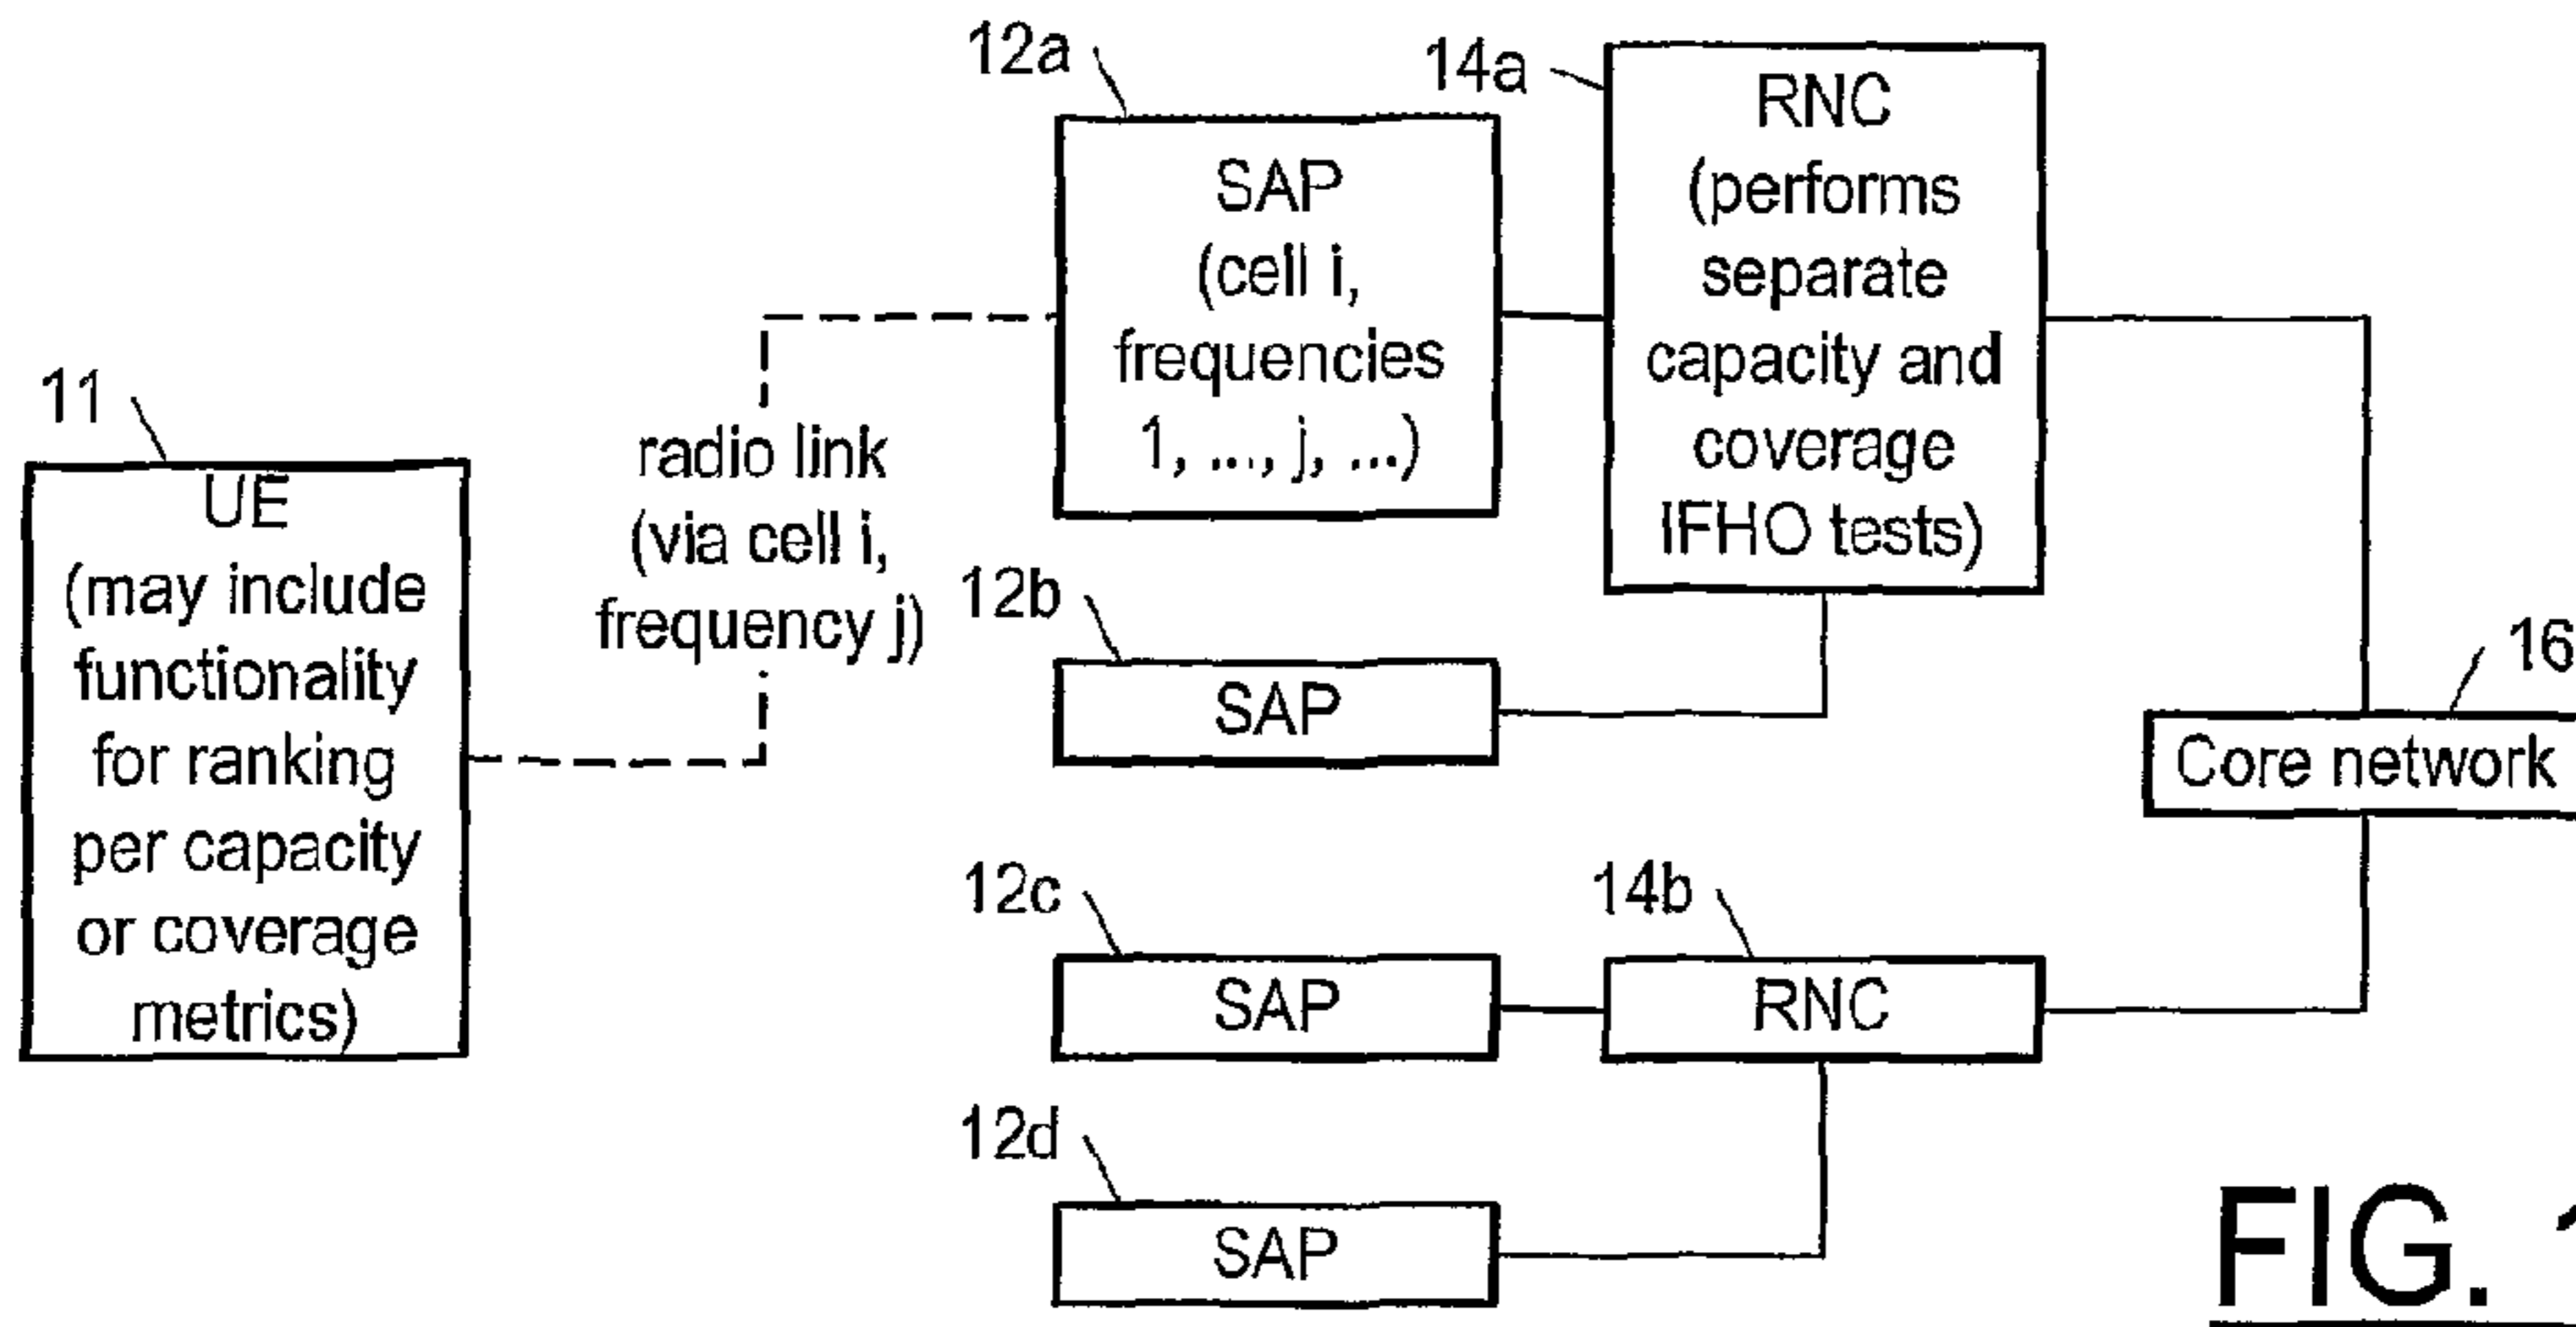 12a
14a
RNC
(performs
separate
capacity and
coverage
IFHO tests)
SAP
(cell i,
frequencies
1, ..., j, ...)
11
UE
(may include
functionality
for ranking
per capacity
or coverage
metrics)
radio link
(via cell i,
frequency j)
12b
SAP
16
Core network
12c
SAP
14b
RNC
12d
SAP
FIG. 1